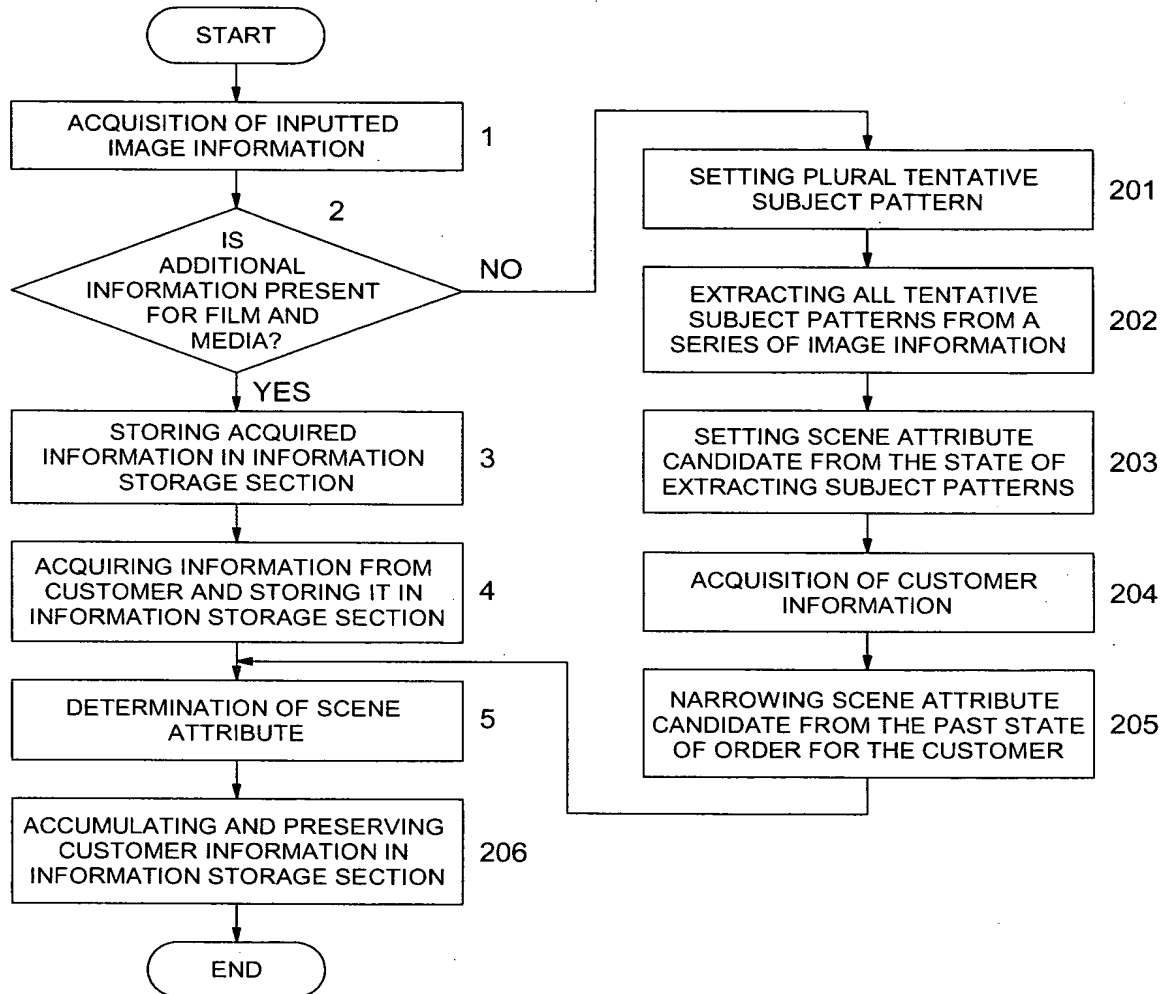 START
ACQUISITION OF INPUTTED
IMAGE INFORMATION
1
2
IS
ADDITIONAL
INFORMATION PRESENT
FOR FILM AND
MEDIA?
NO
YES
STORING ACQUIRED
INFORMATION IN INFORMATION
STORAGE SECTION
3
ACQUIRING INFORMATION FROM
CUSTOMER AND STORING IT IN
INFORMATION STORAGE SECTION
4
DETERMINATION OF SCENE
ATTRIBUTE
5
ACCUMULATING AND PRESERVING
CUSTOMER INFORMATION IN
INFORMATION STORAGE SECTION
206
END
SETTING PLURAL TENTATIVE
SUBJECT PATTERN
201
EXTRACTING ALL TENTATIVE
SUBJECT PATTERNS FROM A
SERIES OF IMAGE INFORMATION
202
SETTING SCENE ATTRIBUTE
CANDIDATE FROM THE STATE OF
EXTRACTING SUBJECT PATTERNS
203
ACQUISITION OF CUSTOMER
INFORMATION
204
NARROWING SCENE ATTRIBUTE
CANDIDATE FROM THE PAST STATE
OF ORDER FOR THE CUSTOMER
205